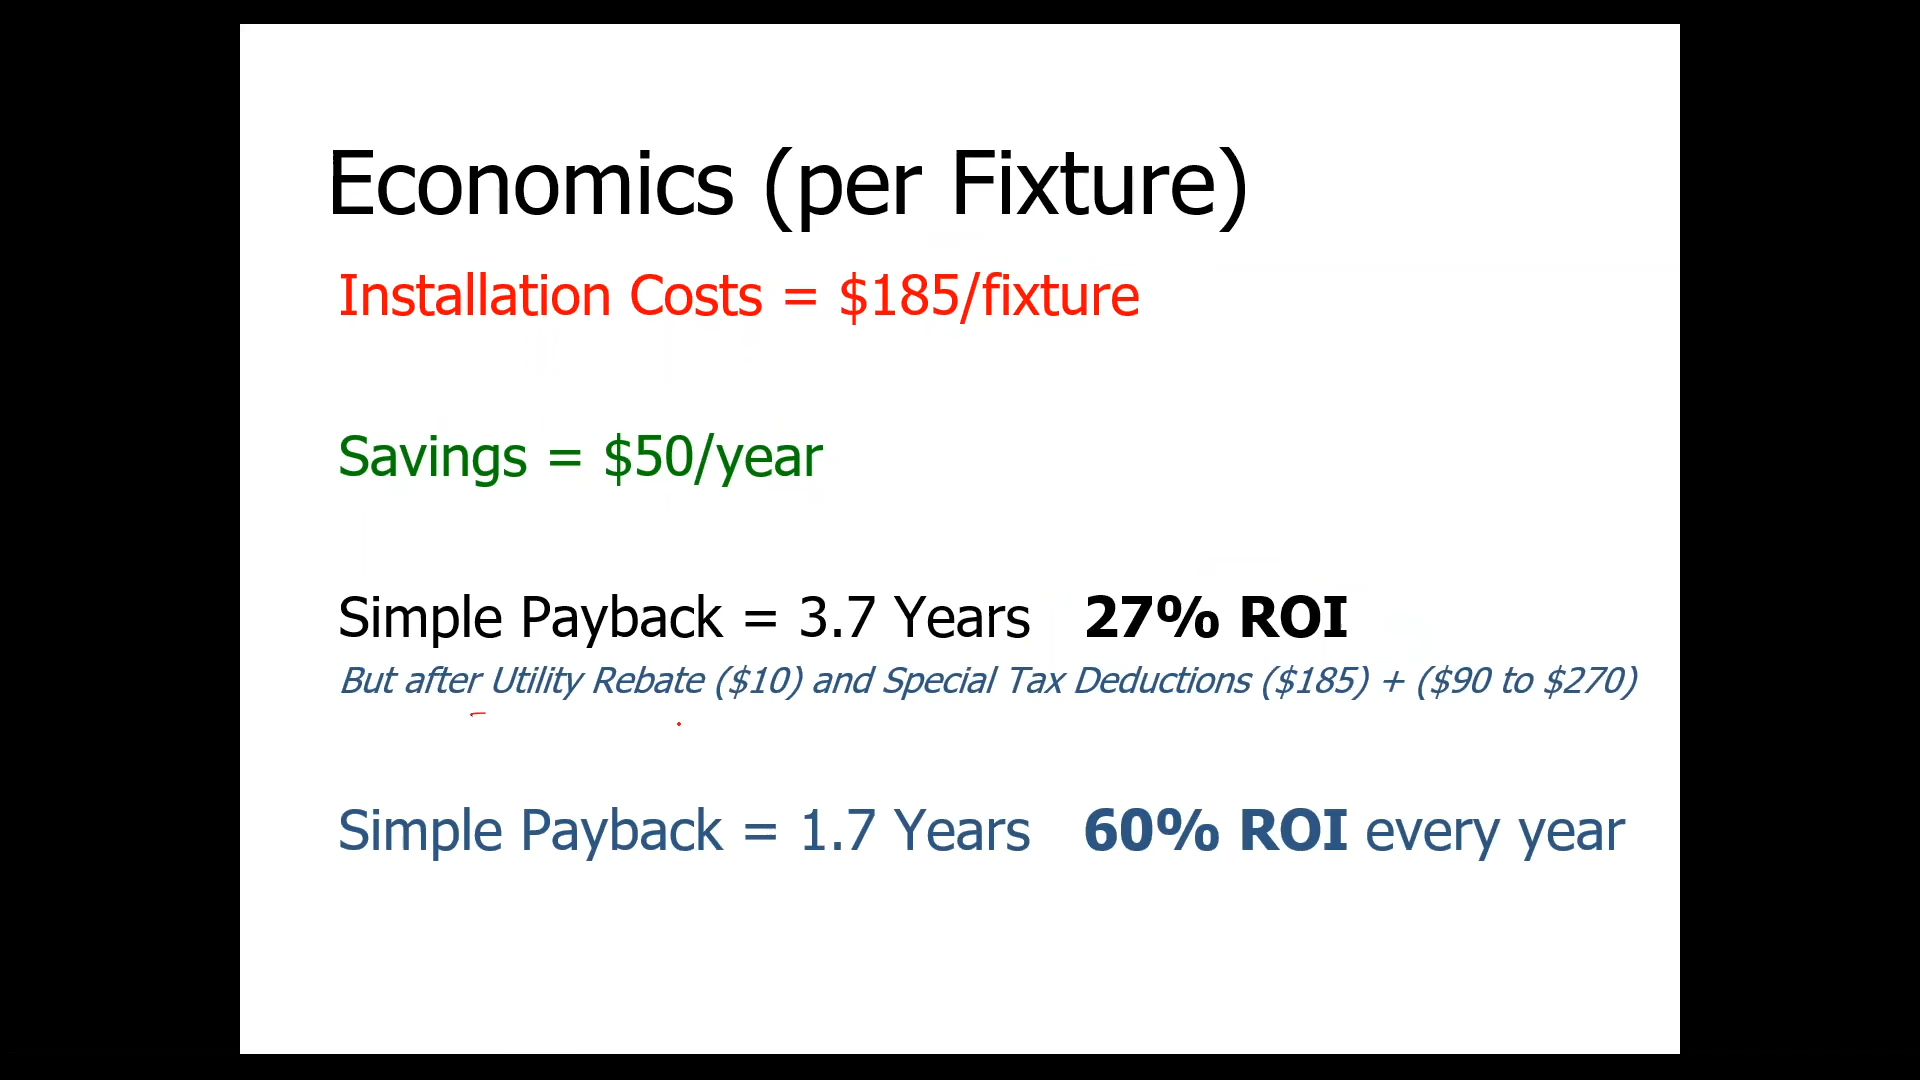 Economics (per Fixture)
Installation Costs = $185/fixture
Savings = $50/year
Simple Payback = 3.7 Years 27% ROI
But after Utility Rebate ($10) and Special Tax Deductions ($185) + ($90 to $270)
Simple Payback = 1.7 Years 60% ROI every year